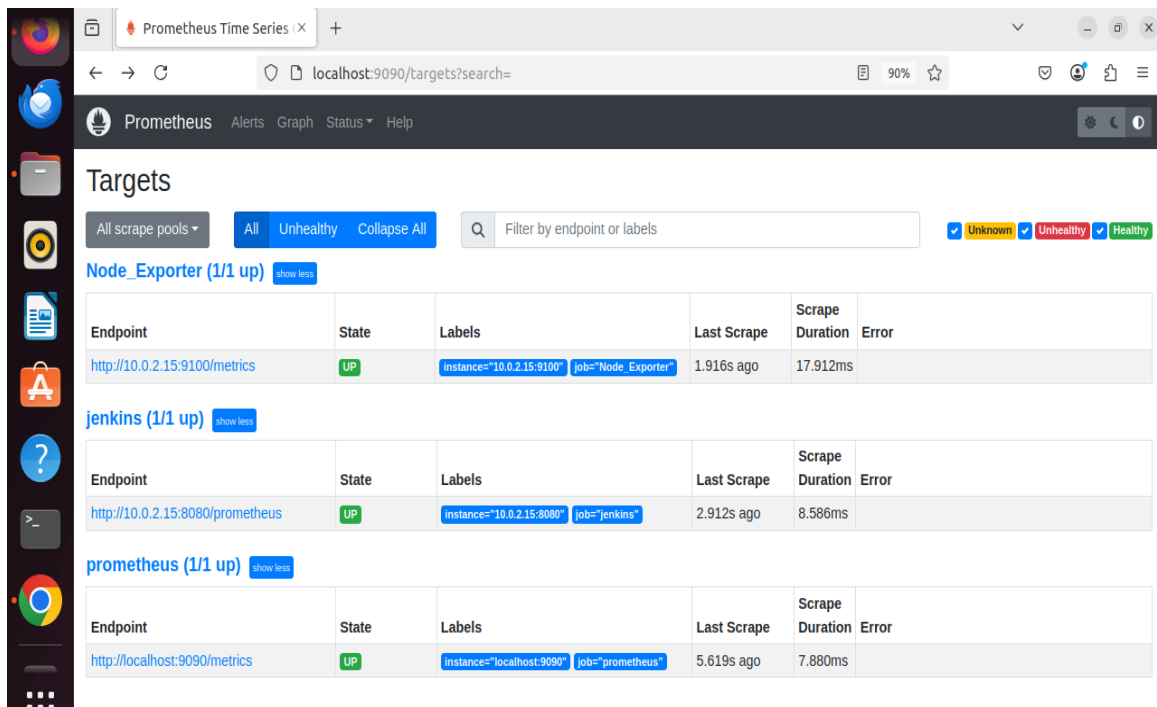 Prometheus Time Series
localhost:9090/targets?search=
90%
Prometheus Alerts Graph Status Help
Targets
All scrape pools All Unhealthy Collapse All Filter by endpoint or labels Unknown Unhealthy Healthy
Node_Exporter (1/1 up) show less
Endpoint State Labels Last Scrape Scrape Duration Error
http://10.0.2.15:9100/metrics UP instance="10.0.2.15:9100" job="Node_Exporter" 1.916s ago 17.912ms
jenkins (1/1 up) show less
Endpoint State Labels Last Scrape Scrape Duration Error
http://10.0.2.15:8080/prometheus UP instance="10.0.2.15:8080" job="jenkins" 2.912s ago 8.586ms
prometheus (1/1 up) show less
Endpoint State Labels Last Scrape Scrape Duration Error
http://localhost:9090/metrics UP instance="localhost:9090" job="prometheus" 5.619s ago 7.880ms